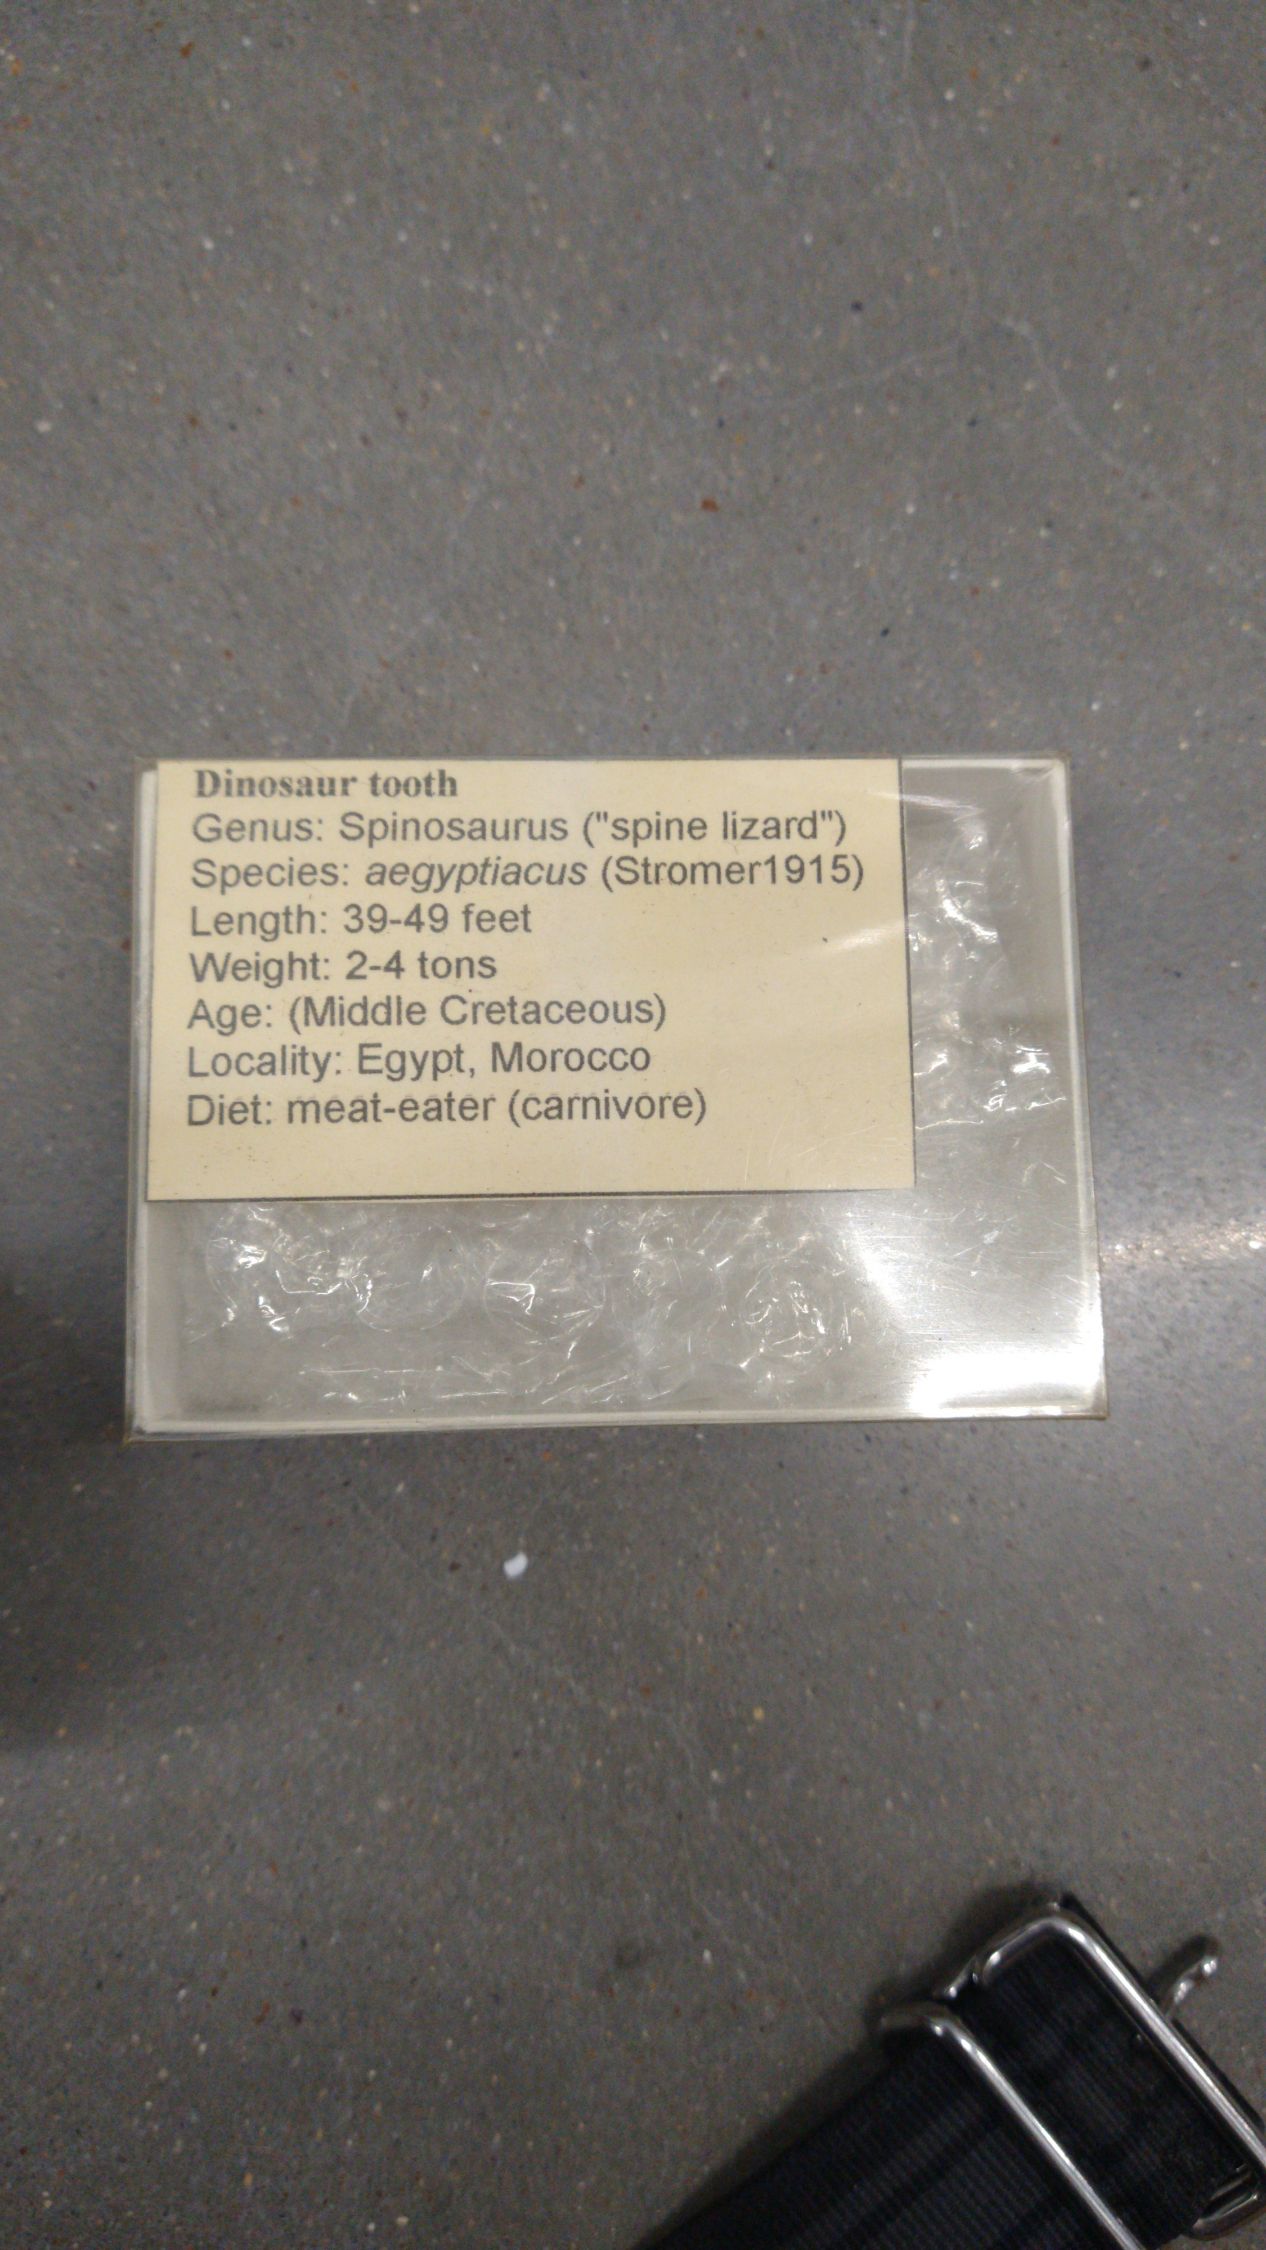 Dinosaur tooth
Genus: Spinosaurus ("spine lizard")
Species: aegyptiacus (Stromer1915)
Length: 39-49 feet
Weight: 2-4 tons
Age: (Middle Cretaceous)
Locality: Egypt, Morocco
Diet: meat-eater (carnivore)